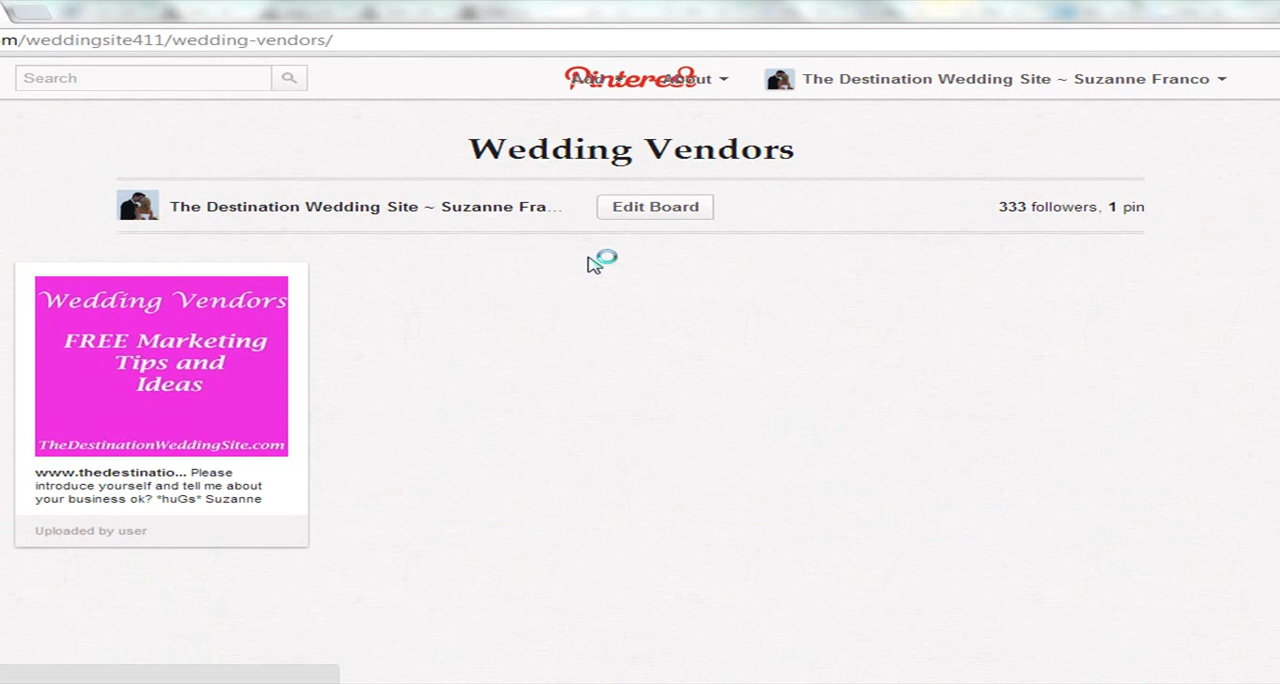 m/weddingsite411/wedding-vendors/
Search
Pinterest
Add
About
The Destination Wedding Site ~ Suzanne Franco
Wedding Vendors
The Destination Wedding Site ~ Suzanne Fra...
Edit Board
333 followers, 1 pin
Wedding Vendors
FREE Marketing
Tips and
Ideas
TheDestinationWeddingSite.com
www.thedestinatio... Please
introduce yourself and tell me about
your business ok? *huGs* Suzanne
Uploaded by user